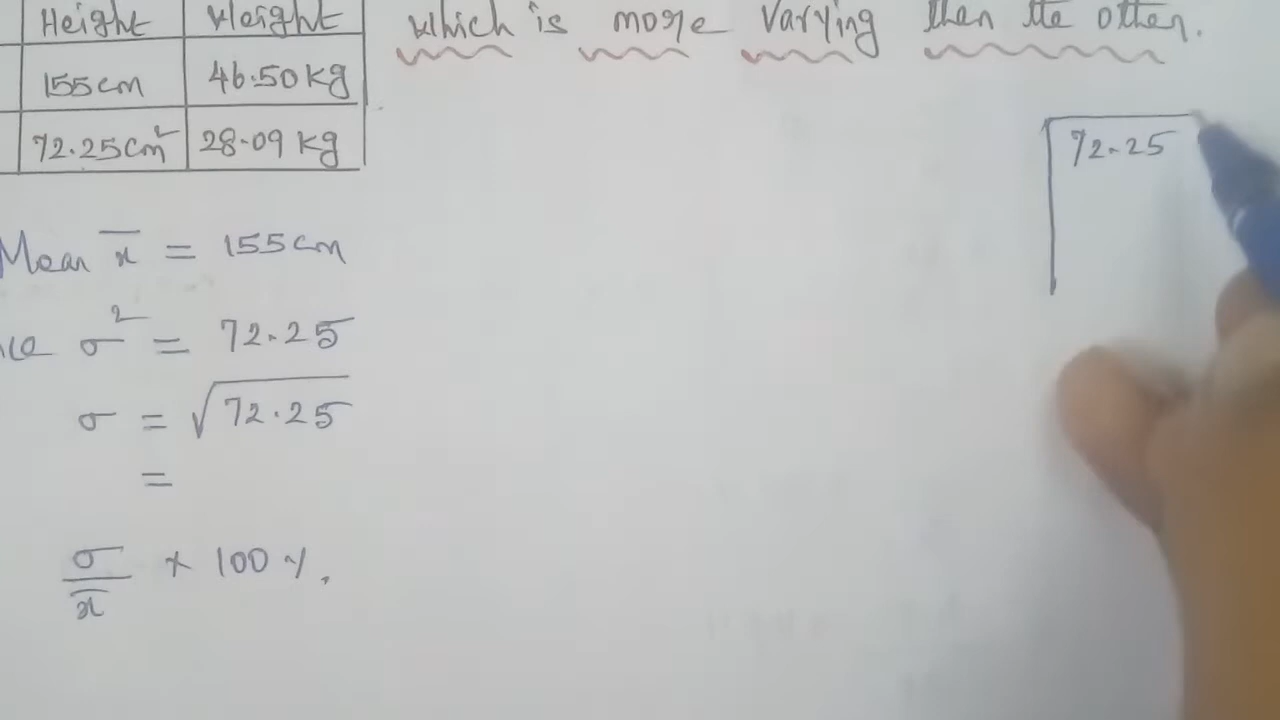 Height Weight
which is more varying then the other.
155cm 46.50kg
72.25cm² 28.09 kg
72.25
Mean x̄ = 155cm
σ² = 72.25
σ = √72.25
=
σ/x̄ × 100 %.